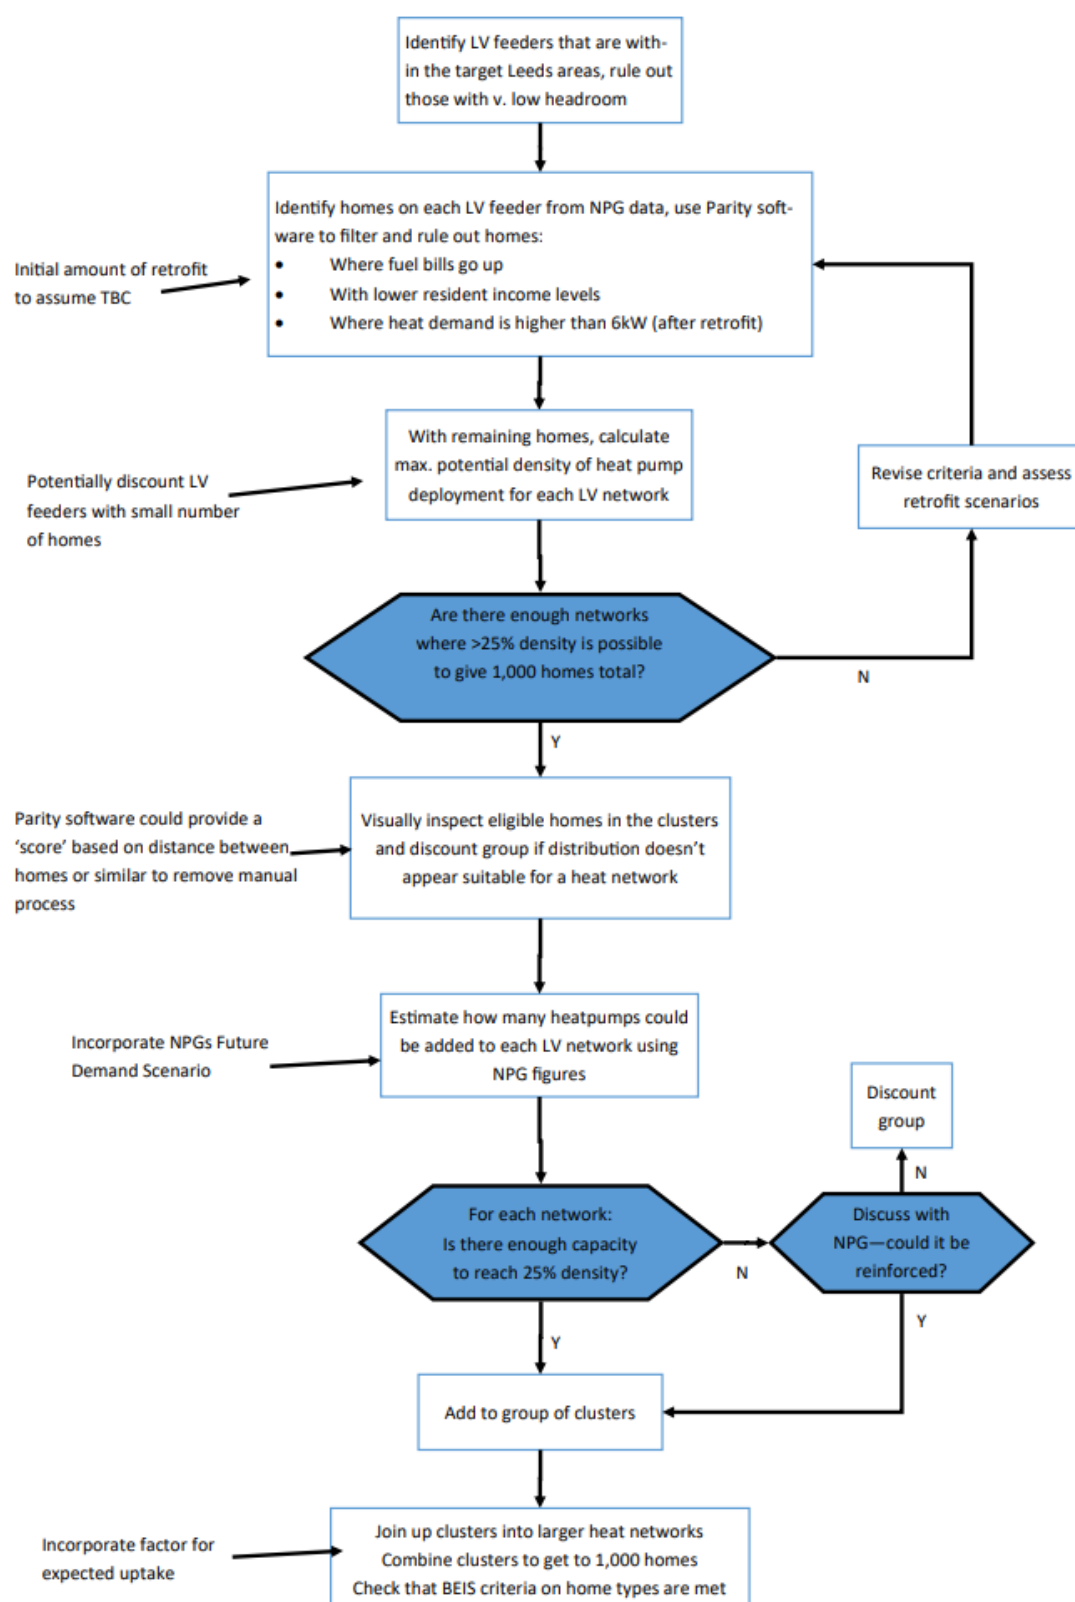 Identify LV feeders that are with-
in the target Leeds areas, rule out
those with v. low headroom
Identify homes on each LV feeder from NPG data, use Parity soft-
ware to filter and rule out homes:
• Where fuel bills go up
• With lower resident income levels
• Where heat demand is higher than 6kW (after retrofit)
Initial amount of retrofit
to assume TBC
With remaining homes, calculate
max. potential density of heat pump
deployment for each LV network
Potentially discount LV
feeders with small number
of homes
Revise criteria and assess
retrofit scenarios
Are there enough networks
where >25% density is possible
to give 1,000 homes total?
N
Y
Parity software could provide a
‘score’ based on distance between
homes or similar to remove manual
process
Visually inspect eligible homes in the clusters
and discount group if distribution doesn’t
appear suitable for a heat network
Incorporate NPGs Future
Demand Scenario
Estimate how many heatpumps could
be added to each LV network using
NPG figures
Discount
group
N
For each network:
Is there enough capacity
to reach 25% density?
N
Discuss with
NPG—could it be
reinforced?
Y
Y
Add to group of clusters
Incorporate factor for
expected uptake
Join up clusters into larger heat networks
Combine clusters to get to 1,000 homes
Check that BEIS criteria on home types are met